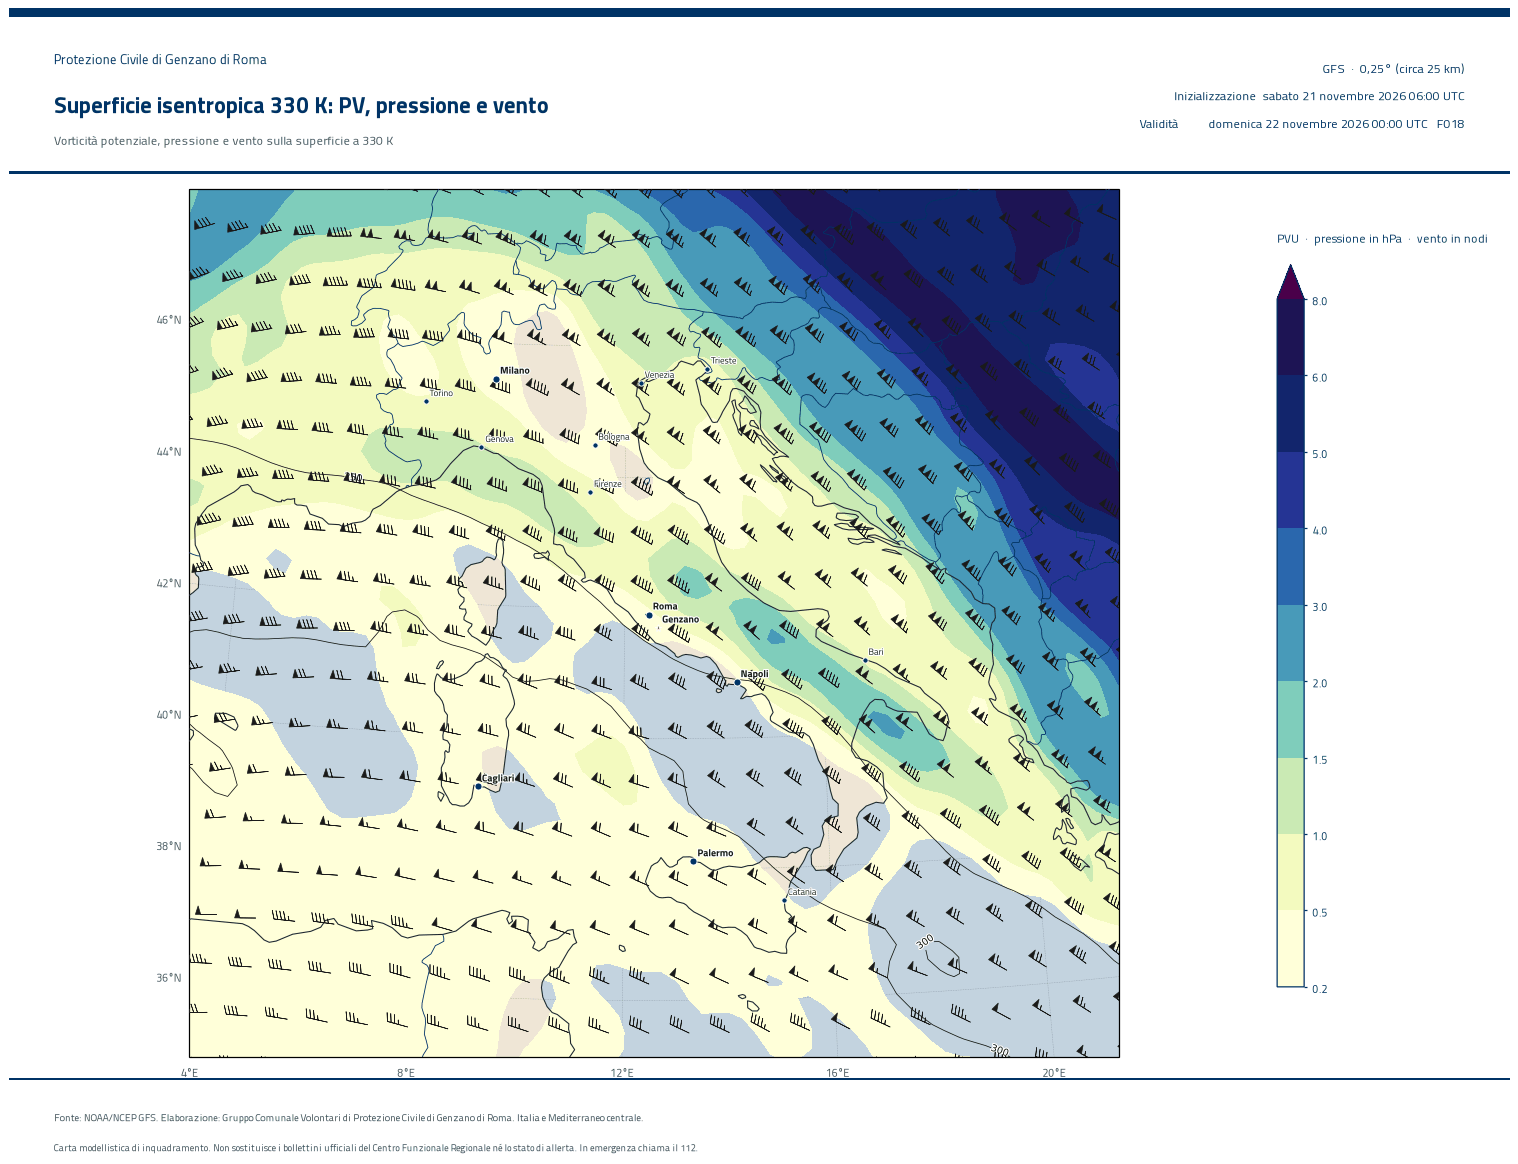 Protezione Civile di Genzano di Roma
Superficie isentropica 330 K: PV, pressione e vento
Vorticità potenziale, pressione e vento sulla superficie a 330 K
GFS · 0,25° (circa 25 km)
Inizializzazione sabato 21 novembre 2026 06:00 UTC
Validità domenica 22 novembre 2026 00:00 UTC F018
PVU · pressione in hPa · vento in nodi
8.0
6.0
5.0
4.0
3.0
2.0
1.5
1.0
0.5
0.2
46°N
44°N
42°N
40°N
38°N
36°N
4°E
8°E
12°E
16°E
20°E
Trieste
Milano
Venezia
Torino
Bologna
Genova
Firenze
Roma
Genzano
Bari
Napoli
Cagliari
Palermo
Catania
300
300
Fonte: NOAA/NCEP GFS. Elaborazione: Gruppo Comunale Volontari di Protezione Civile di Genzano di Roma. Italia e Mediterraneo centrale.
Carta modellistica di inquadramento. Non sostituisce i bollettini ufficiali del Centro Funzionale Regionale né lo stato di allerta. In emergenza chiama il 112.